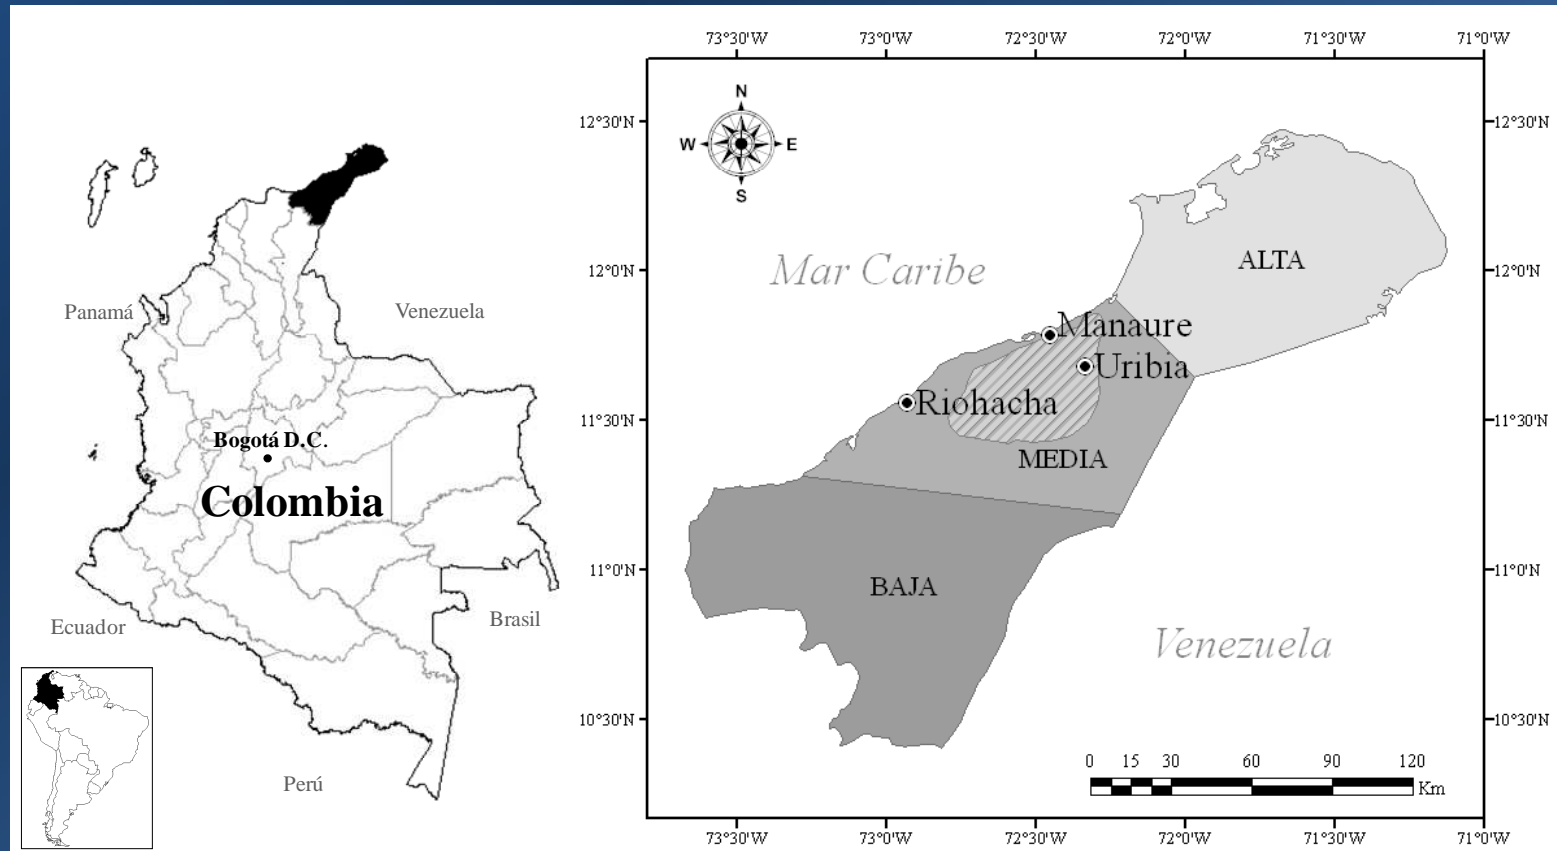 Panamá
Venezuela
Bogotá D.C.
Colombia
Ecuador
Brasil
Perú
73°30'W 73°0'W 72°30'W 72°0'W 71°30'W 71°0'W
N
W E
S
12°30'N 12°30'N
Mar Caribe
ALTA
12°0'N 12°0'N
Manaure
Uribia
Riohacha
11°30'N 11°30'N
MEDIA
11°0'N 11°0'N
BAJA
Venezuela
10°30'N 10°30'N
0 15 30 60 90 120
Km
73°30'W 73°0'W 72°30'W 72°0'W 71°30'W 71°0'W